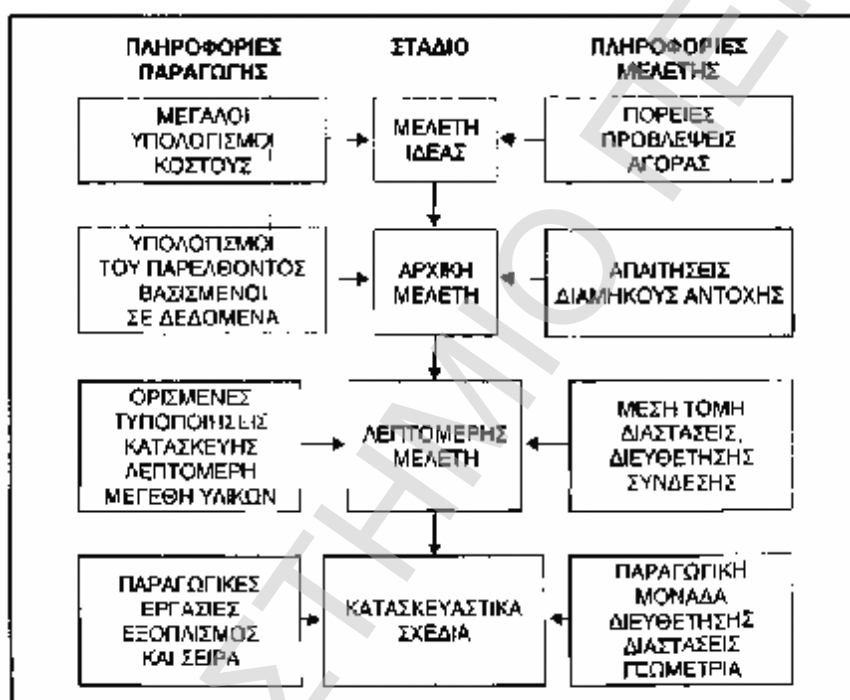 ΠΛΗΡΟΦΟΡΙΕΣ
ΠΑΡΑΓΩΓΗΣ
ΣΤΑΔΙΟ
ΠΛΗΡΟΦΟΡΙΕΣ
ΜΕΛΕΤΗΣ
ΜΕΓΑΛΟΙ
ΥΠΟΛΟΓΙΣΜΟΙ
ΚΟΣΤΟΥΣ
ΜΕΛΕΤΗ
ΙΔΕΑΣ
ΠΟΡΕΙΕΣ
ΠΡΟΒΛΕΨΕΙΣ
ΑΓΟΡΑΣ
ΥΠΟΛΟΓΙΣΜΟΙ
ΤΟΥ ΠΑΡΕΛΘΟΝΤΟΣ
ΒΑΣΙΣΜΕΝΟΙ
ΣΕ ΔΕΔΟΜΕΝΑ
ΑΡΧΙΚΗ
ΜΕΛΕΤΗ
ΑΠΑΙΤΗΣΕΙΣ
ΔΙΑΜΗΚΟΥΣ ΑΝΤΟΧΗΣ
ΟΡΙΣΜΕΝΕΣ
ΤΥΠΟΠΟΙΗΣΕΙΣ
ΚΑΤΑΣΚΕΥΗΣ
ΛΕΠΤΟΜΕΡΗ
ΜΕΓΕΘΗ ΥΛΙΚΩΝ
ΛΕΠΤΟΜΕΡΗΣ
ΜΕΛΕΤΗ
ΜΕΣΗ ΤΟΜΗ
ΔΙΑΣΤΑΣΕΙΣ,
ΔΙΕΥΘΕΤΗΣΗΣ
ΣΥΝΔΕΣΗΣ
ΠΑΡΑΓΩΓΙΚΕΣ
ΕΡΓΑΣΙΕΣ
ΕΞΟΠΛΙΣΜΟΣ
ΚΑΙ ΣΕΙΡΑ
ΚΑΤΑΣΚΕΥΑΣΤΙΚΑ
ΣΧΕΔΙΑ
ΠΑΡΑΓΩΓΙΚΗ
ΜΟΝΑΔΑ
ΔΙΕΥΘΕΤΗΣΗΣ
ΔΙΑΣΤΑΣΕΙΣ
ΓΕΩΜΕΤΡΙΑ